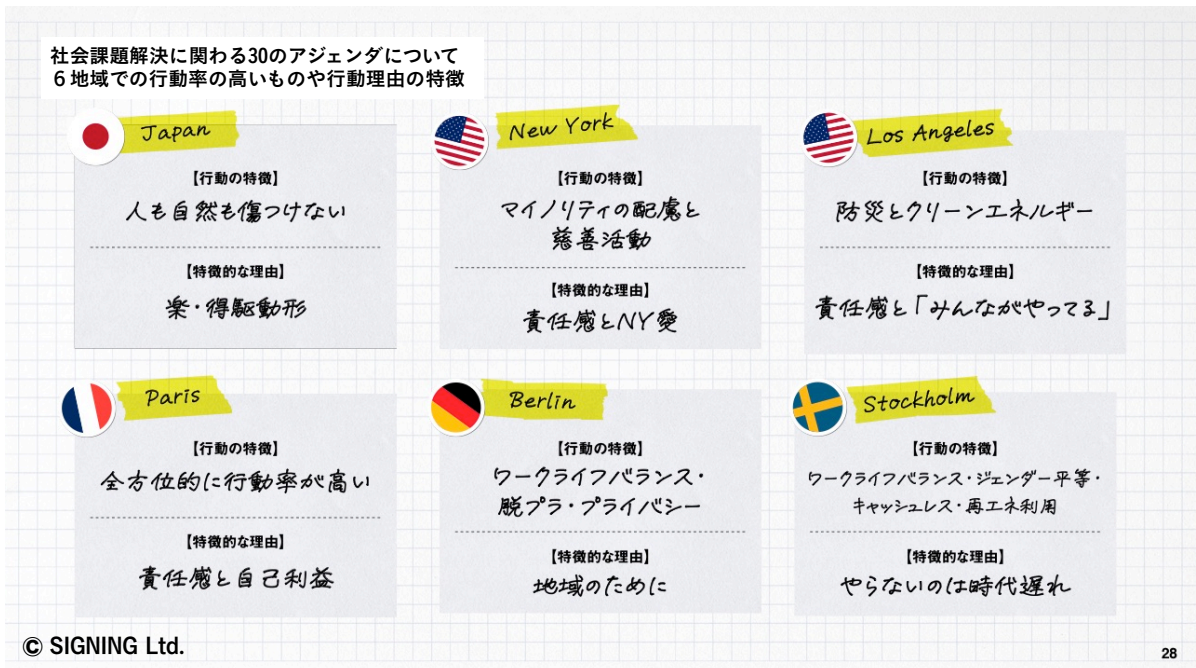 社会課題解決に関わる30のアジェンダについて
６地域での行動率の高いものや行動理由の特徴
Japan
【行動の特徴】
人も自然も傷つけない
【特徴的な理由】
楽・得駆動形
New York
【行動の特徴】
マイノリティの配慮と
慈善活動
【特徴的な理由】
責任感とNY愛
Los Angeles
【行動の特徴】
防災とクリーンエネルギー
【特徴的な理由】
責任感と「みんながやってる」
Paris
【行動の特徴】
全方位的に行動率が高い
【特徴的な理由】
責任感と自己利益
Berlin
【行動の特徴】
ワークライフバランス・
脱プラ・プライバシー
【特徴的な理由】
地域のために
Stockholm
【行動の特徴】
ワークライフバランス・ジェンダー平等・
キャッシュレス・再エネ利用
【特徴的な理由】
やらないのは時代遅れ
© SIGNING Ltd.
28